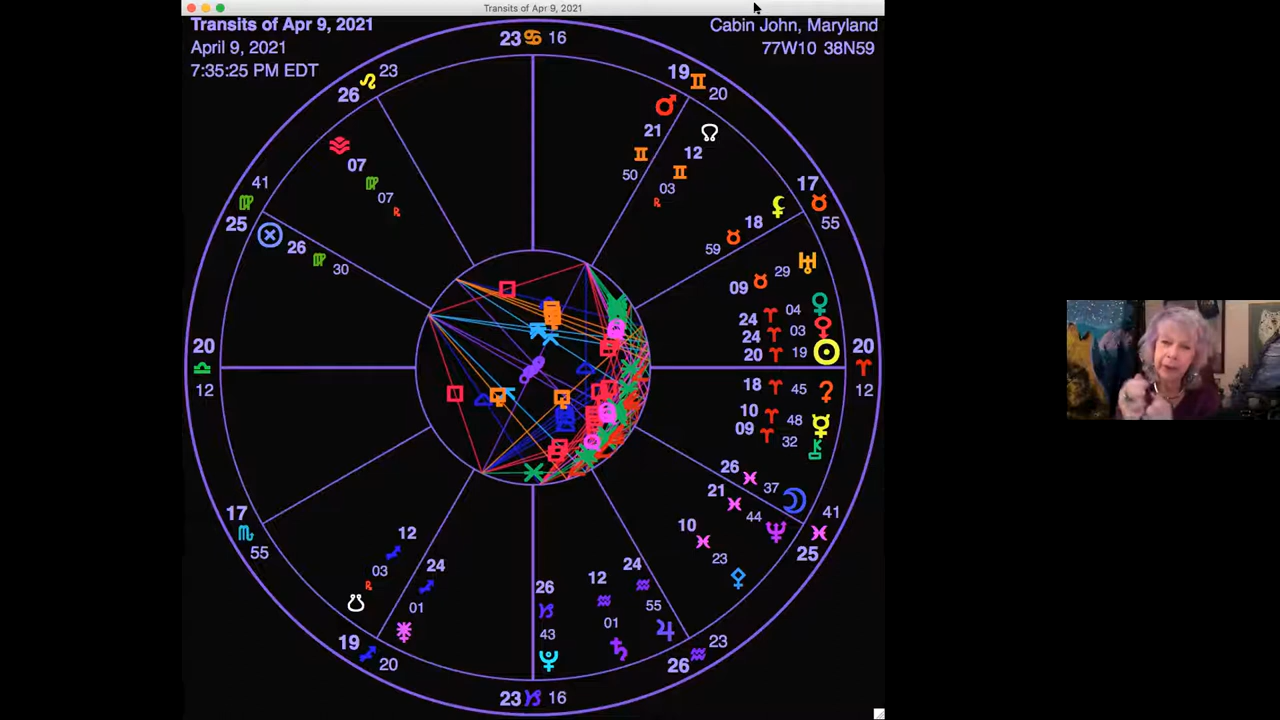 Transits of Apr 9, 2021
Transits of Apr 9, 2021
April 9, 2021
7:35:25 PM EDT
Cabin John, Maryland
77W10 38N59
23 ♋ 16
19 ♊ 20
26 ♌ 23
♂ 21 ♊ 50
☊ 12 ♊ 03 ℞
07 ♍ 07 ℞
41 ♍ 25
17 ♉ 55
⚸ 18 ♉ 59
⊗ 26 ♍ 30
♅ 29 ♉ 09
♀ 04 ♈ 24
03 ♈ 24
☉ 19 ♈ 20
20 ♎ 12
20 ♈ 12
⚳ 45 ♈ 18
☿ 48 ♈ 10
⚷ 32 ♈ 09
☽ 37 ♓ 26
♆ 44 ♓ 21
41 ♓ 25
⚴ 23 ♓ 10
17 ♏ 55
☋ 12 ♐ 03 ℞
⚵ 24 ♐ 01
♇ 26 ♑ 43
♄ 12 ♒ 01
♃ 24 ♒ 55
19 ♐ 20
26 ♒ 23
23 ♑ 16